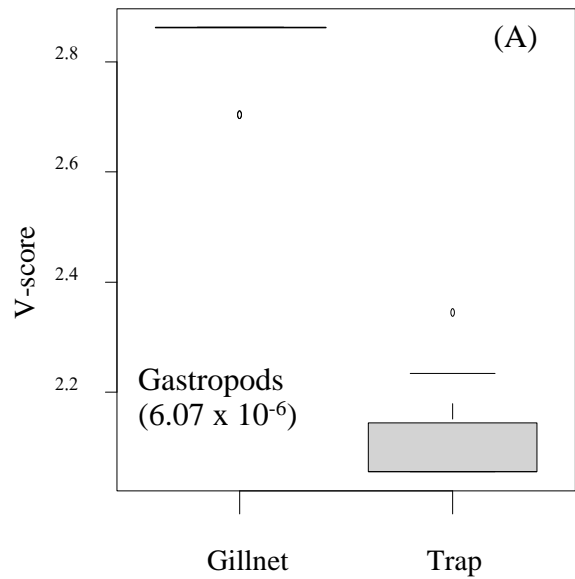 (A)
2.8
2.6
2.4
2.2
V-score
Gastropods
(6.07 x 10⁻⁶)
Gillnet Trap